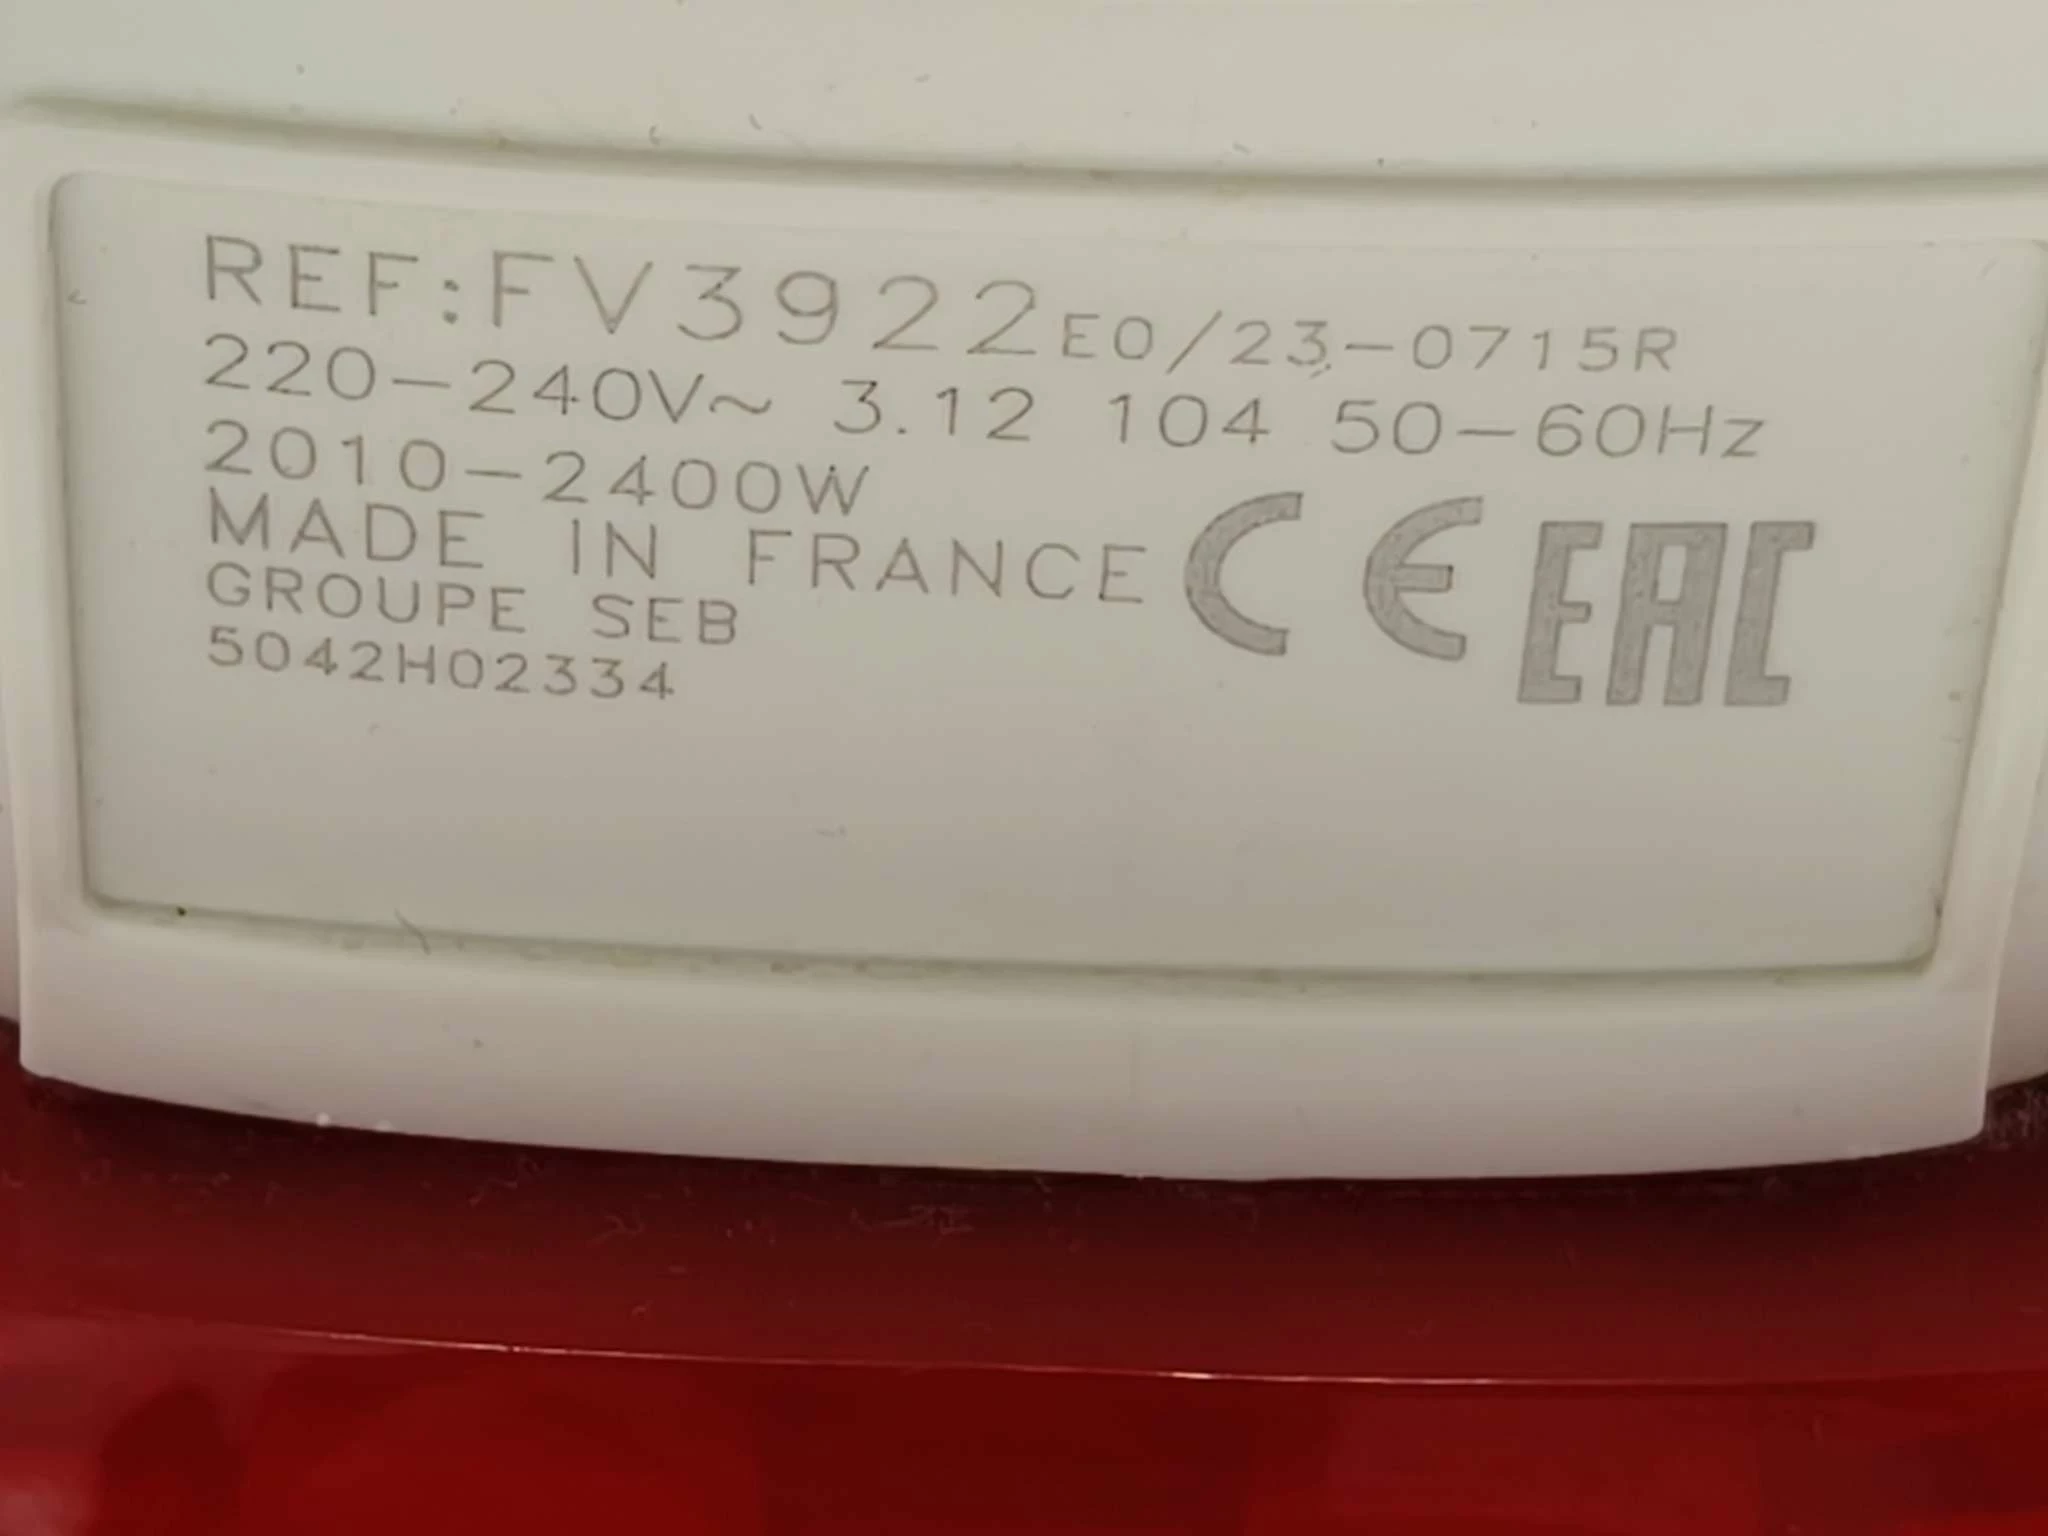 REF:FV3922E0/23-0715R
220-240V~ 3.12 104 50-60Hz
2010-2400W
MADE IN FRANCE CE EAC
GROUPE SEB
5042H02334